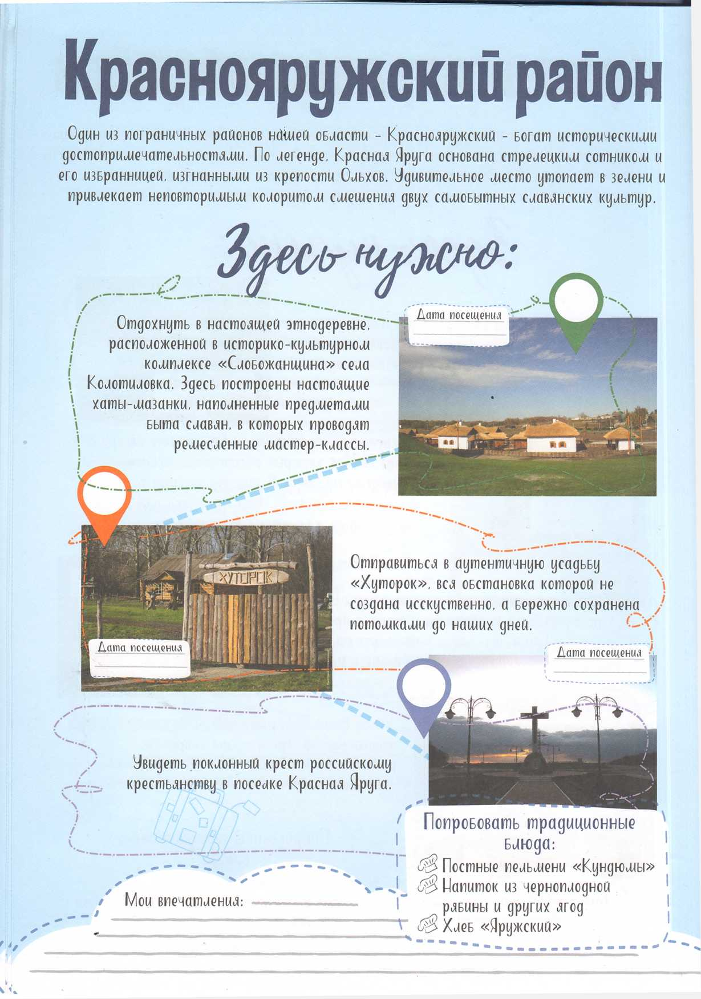 Краснояружский район
Один из пограничных районов нашей области - Краснояружский - богат историческими
достопримечательностями. По легенде, Красная Яруга основана стрелецким сотником и
его избранницей, изгнанными из крепости Ольхов. Удивительное место утопает в зелени и
привлекает неповторимым колоритом смешения двух самобытных славянских культур.
Здесь нужно:
Дата посещения
Отдохнуть в настоящей этнодеревне,
расположенной в историко-культурном
комплексе «Слобожанщина» села
Колотиловка. Здесь построены настоящие
хаты-мазанки, наполненные предметами
быта славян, в которых проводят
ремесленные мастер-классы.
ХУТОРОК
Дата посещения
Отправиться в аутентичную усадьбу
«Хуторок», вся обстановка которой не
создана исскуственно, а бережно сохранена
потомками до наших дней.
Дата посещения
Увидеть поклонный крест российскому
крестьянству в поселке Красная Яруга.
Попробовать традиционные
блюда:
Постные пельмени «Кундюмы»
Напиток из черноплодной
рябины и других ягод
Хлеб «Яружский»
Мои впечатления: